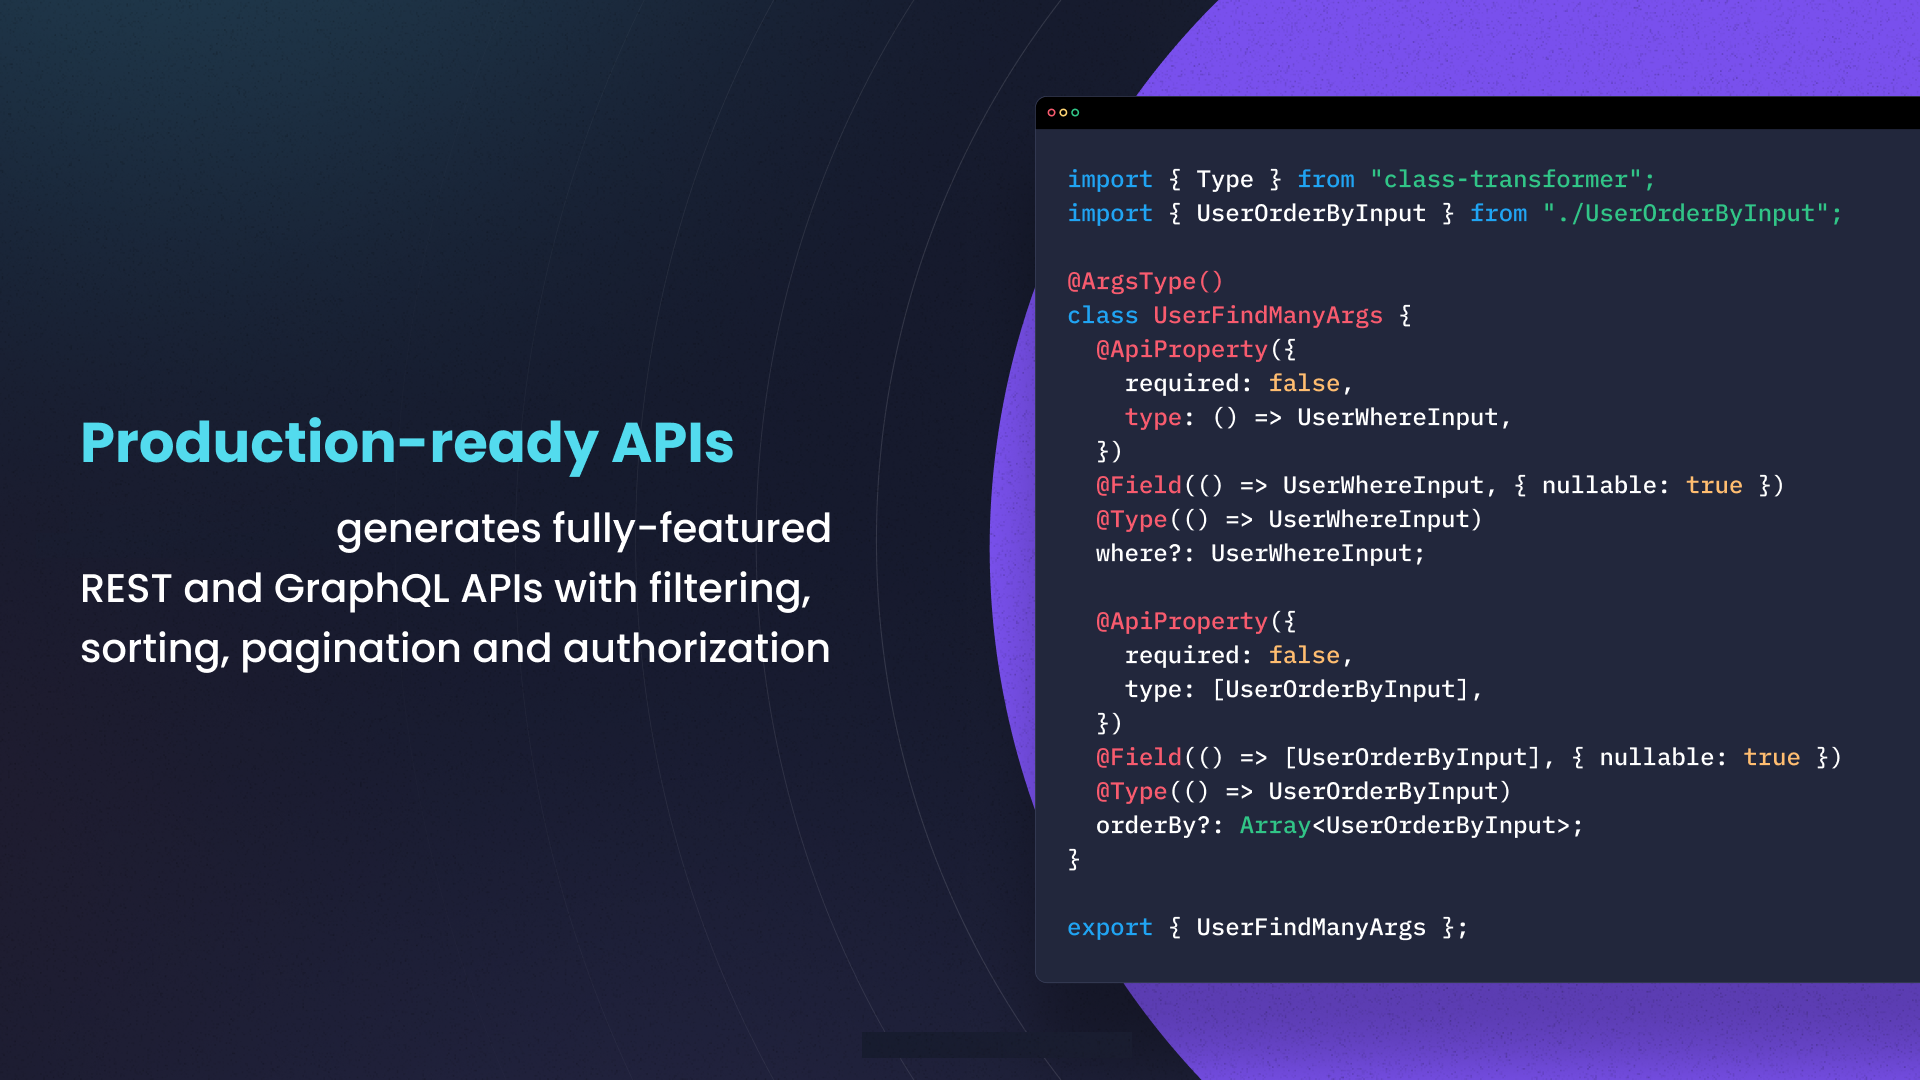 Production-ready APIs
generates fully-featured
REST and GraphQL APIs with filtering,
sorting, pagination and authorization
import { Type } from "class-transformer";
import { UserOrderByInput } from "./UserOrderByInput";

@ArgsType()
class UserFindManyArgs {
  @ApiProperty({
    required: false,
    type: () => UserWhereInput,
  })
  @Field(() => UserWhereInput, { nullable: true })
  @Type(() => UserWhereInput)
  where?: UserWhereInput;

  @ApiProperty({
    required: false,
    type: [UserOrderByInput],
  })
  @Field(() => [UserOrderByInput], { nullable: true })
  @Type(() => UserOrderByInput)
  orderBy?: Array<UserOrderByInput>;
}

export { UserFindManyArgs };